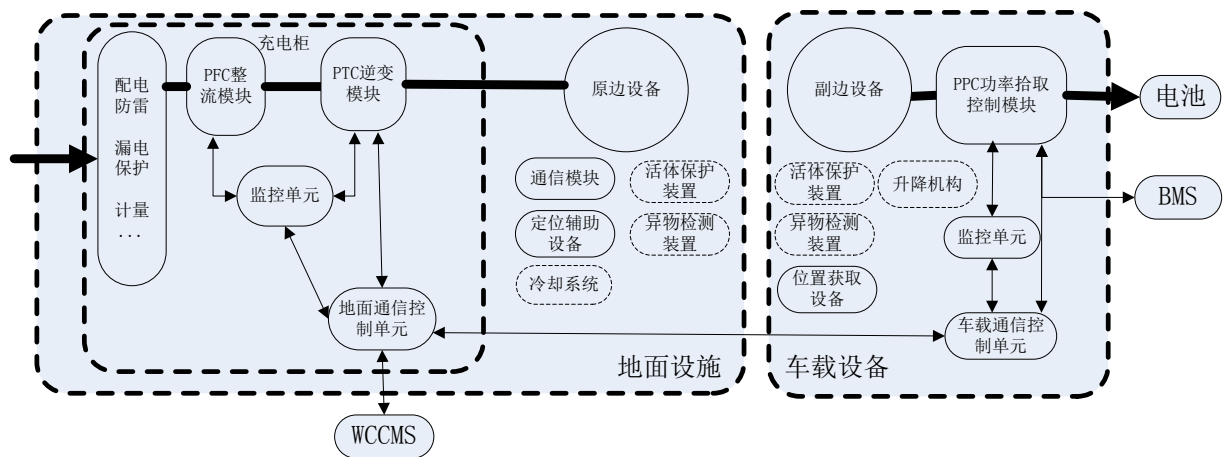 充电柜
配电
防雷
漏电
保护
计量
...
PFC整
流模块
PTC逆变
模块
监控单元
地面通信控
制单元
原边设备
通信模块
活体保护
装置
定位辅助
设备
异物检测
装置
冷却系统
地面设施
WCCMS
副边设备
PPC功率拾取
控制模块
活体保护
装置
升降机构
异物检测
装置
监控单元
位置获取
设备
车载通信控
制单元
车载设备
电池
BMS